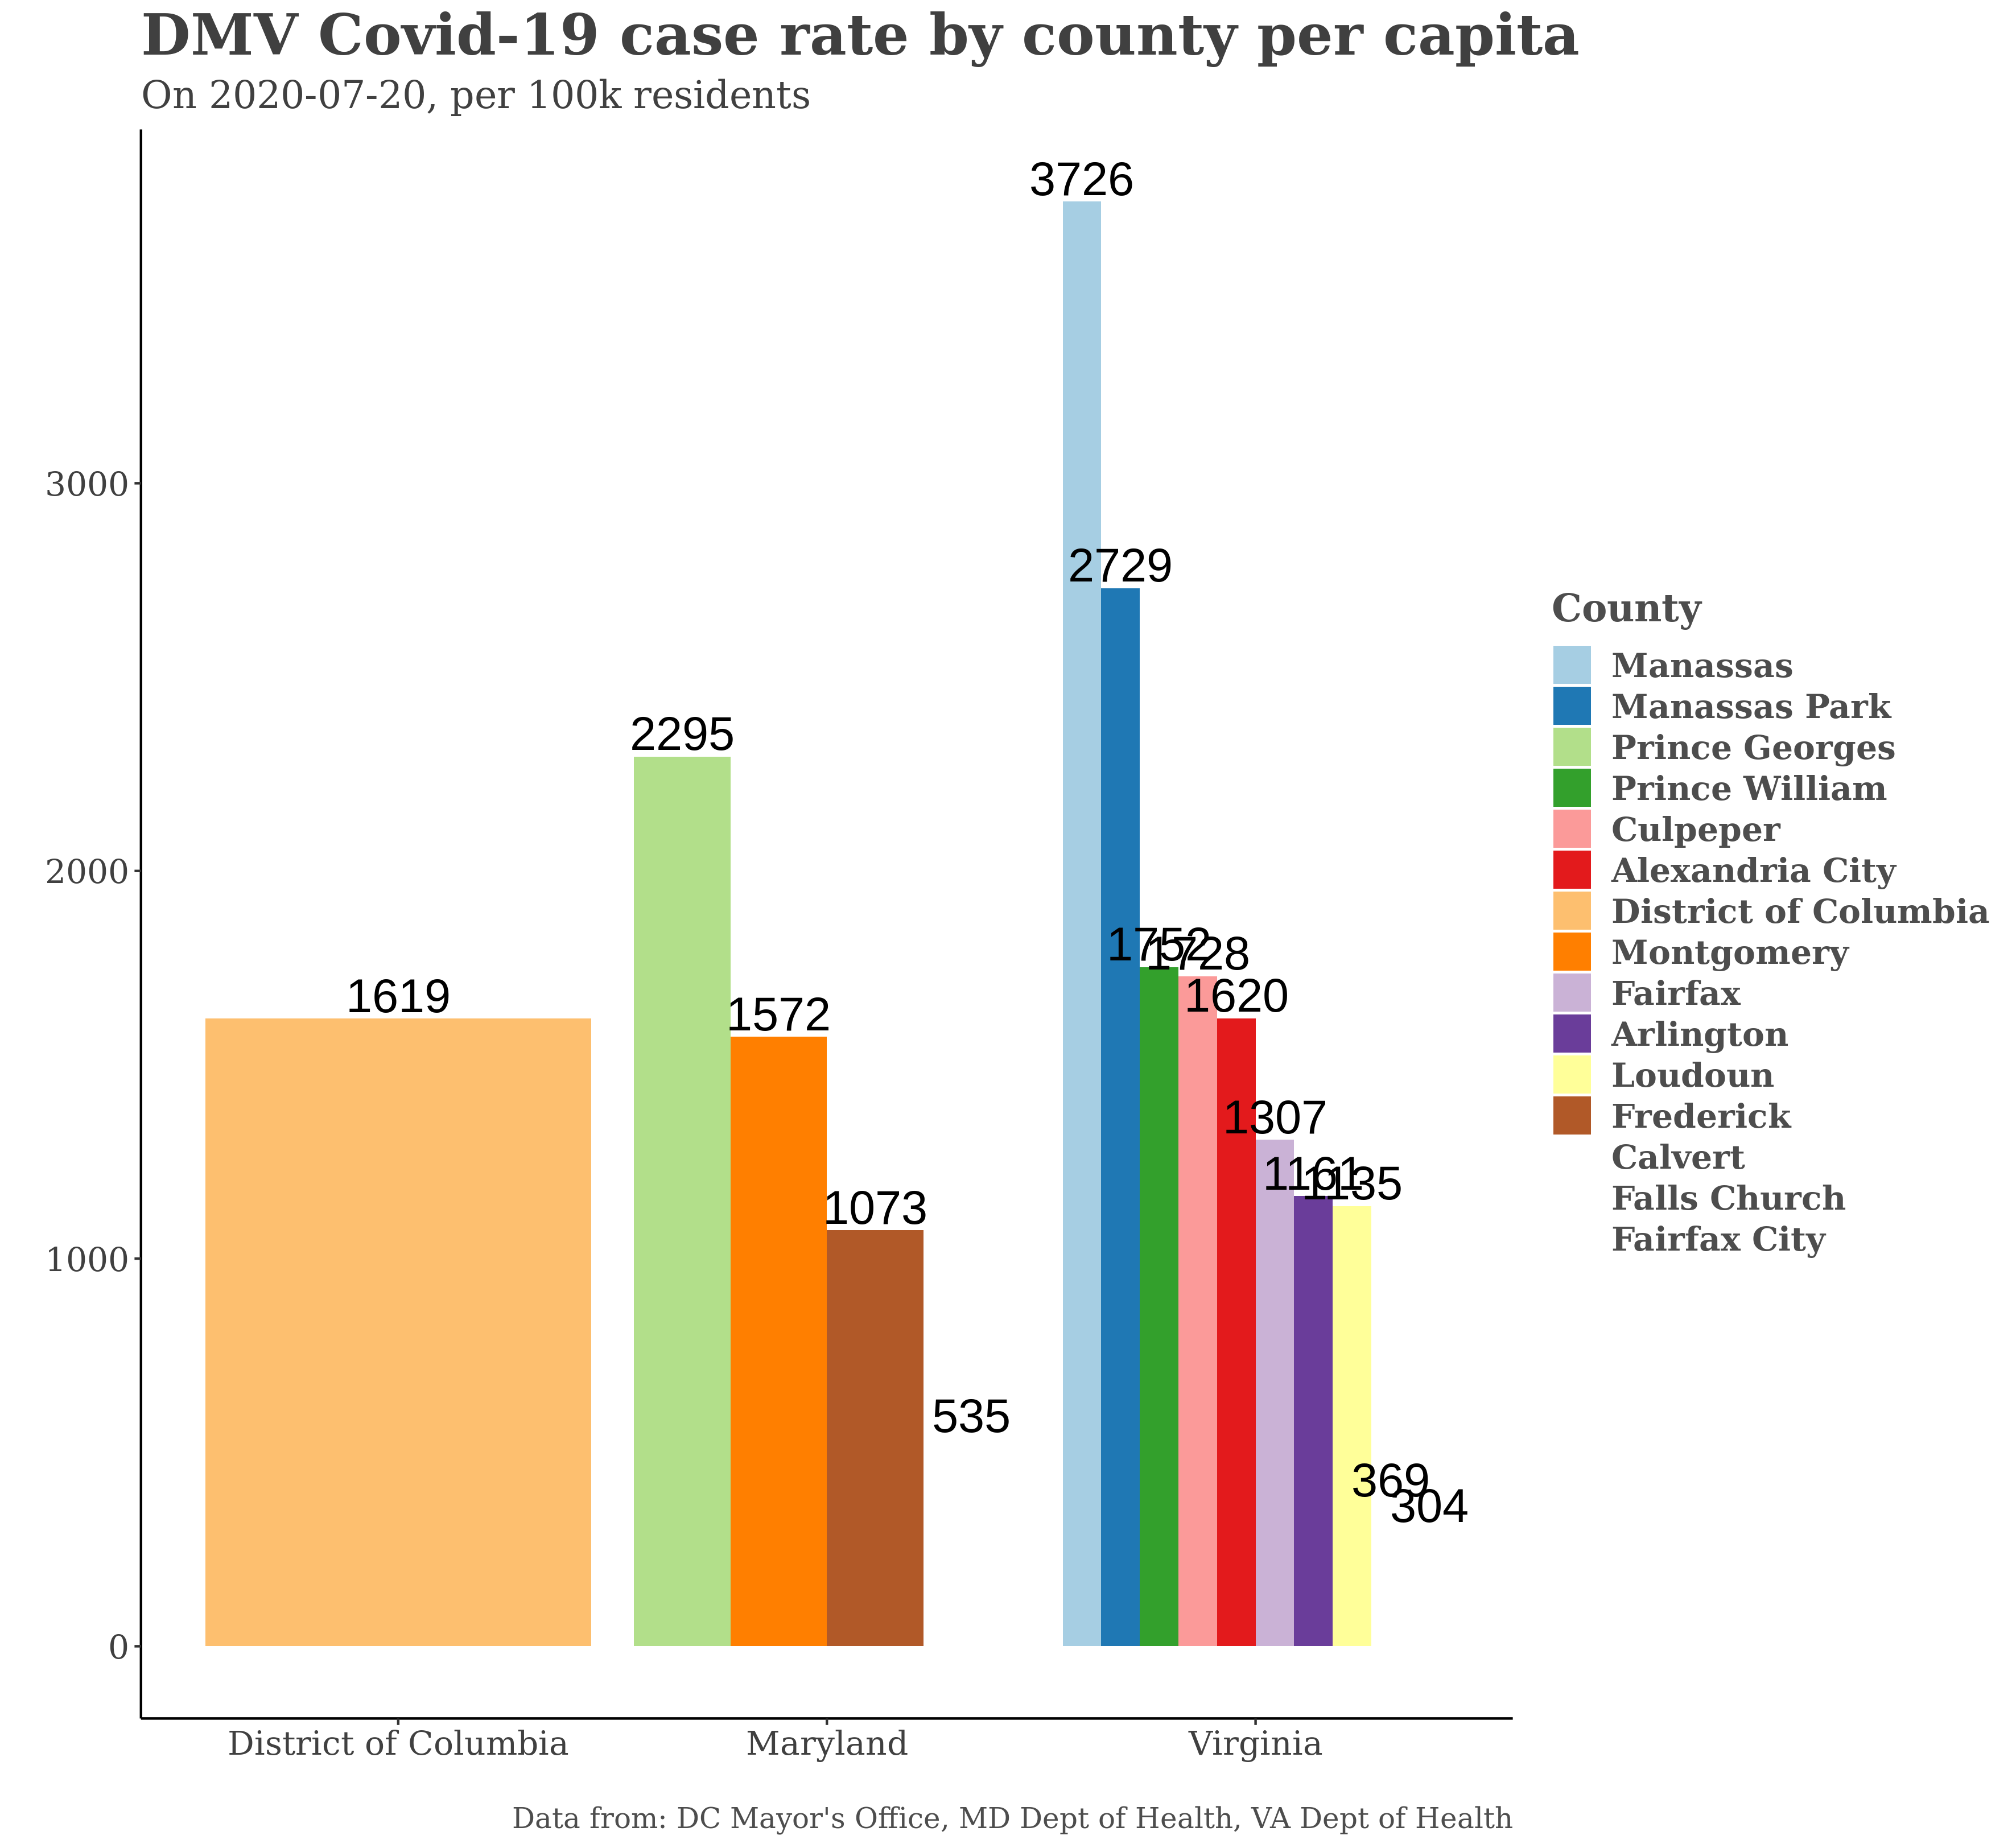 DMV Covid-19 case rate by county per capita
On 2020-07-20, per 100k residents
3726
3000
2729
2295
2000
1752
1728
1619
1620
1572
1307
1161
1135
1073
1000
535
369
304
0
County
Manassas
Manassas Park
Prince Georges
Prince William
Culpeper
Alexandria City
District of Columbia
Montgomery
Fairfax
Arlington
Loudoun
Frederick
Calvert
Falls Church
Fairfax City
District of Columbia
Maryland
Virginia
Data from: DC Mayor's Office, MD Dept of Health, VA Dept of Health